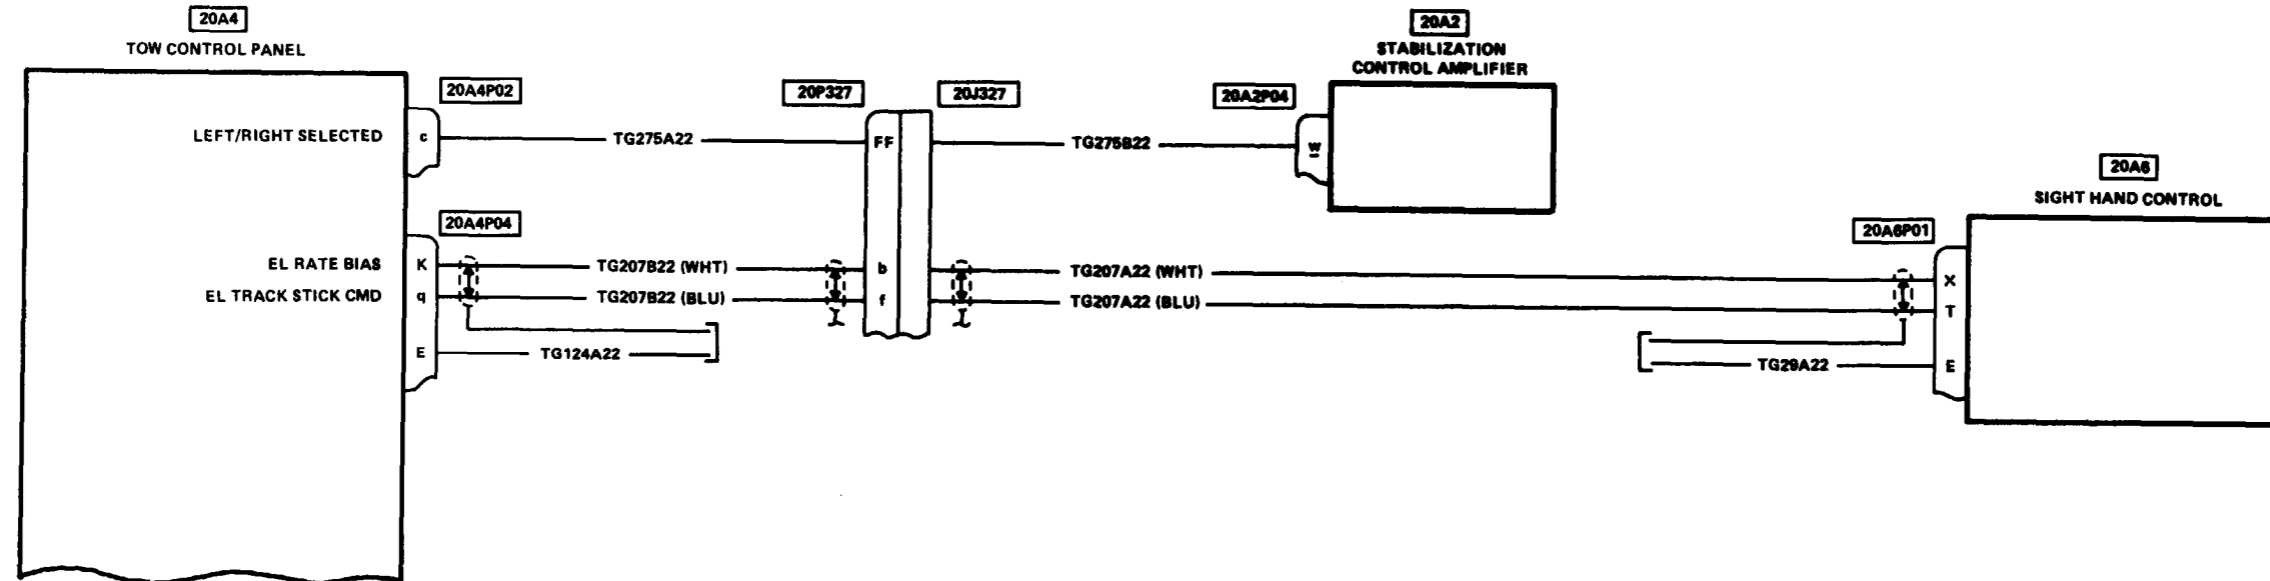 20A4
TOW CONTROL PANEL
20A2
STABILIZATION
CONTROL AMPLIFIER
20A4P02
20P327
20J327
20A2P04
LEFT/RIGHT SELECTED
c
TG275A22
FF
TG275B22
w
20A6
SIGHT HAND CONTROL
20A4P04
20A6P01
EL RATE BIAS
K
TG207B22 (WHT)
b
TG207A22 (WHT)
X
EL TRACK STICK CMD
q
TG207B22 (BLU)
f
TG207A22 (BLU)
T
E
TG124A22
TG29A22
E